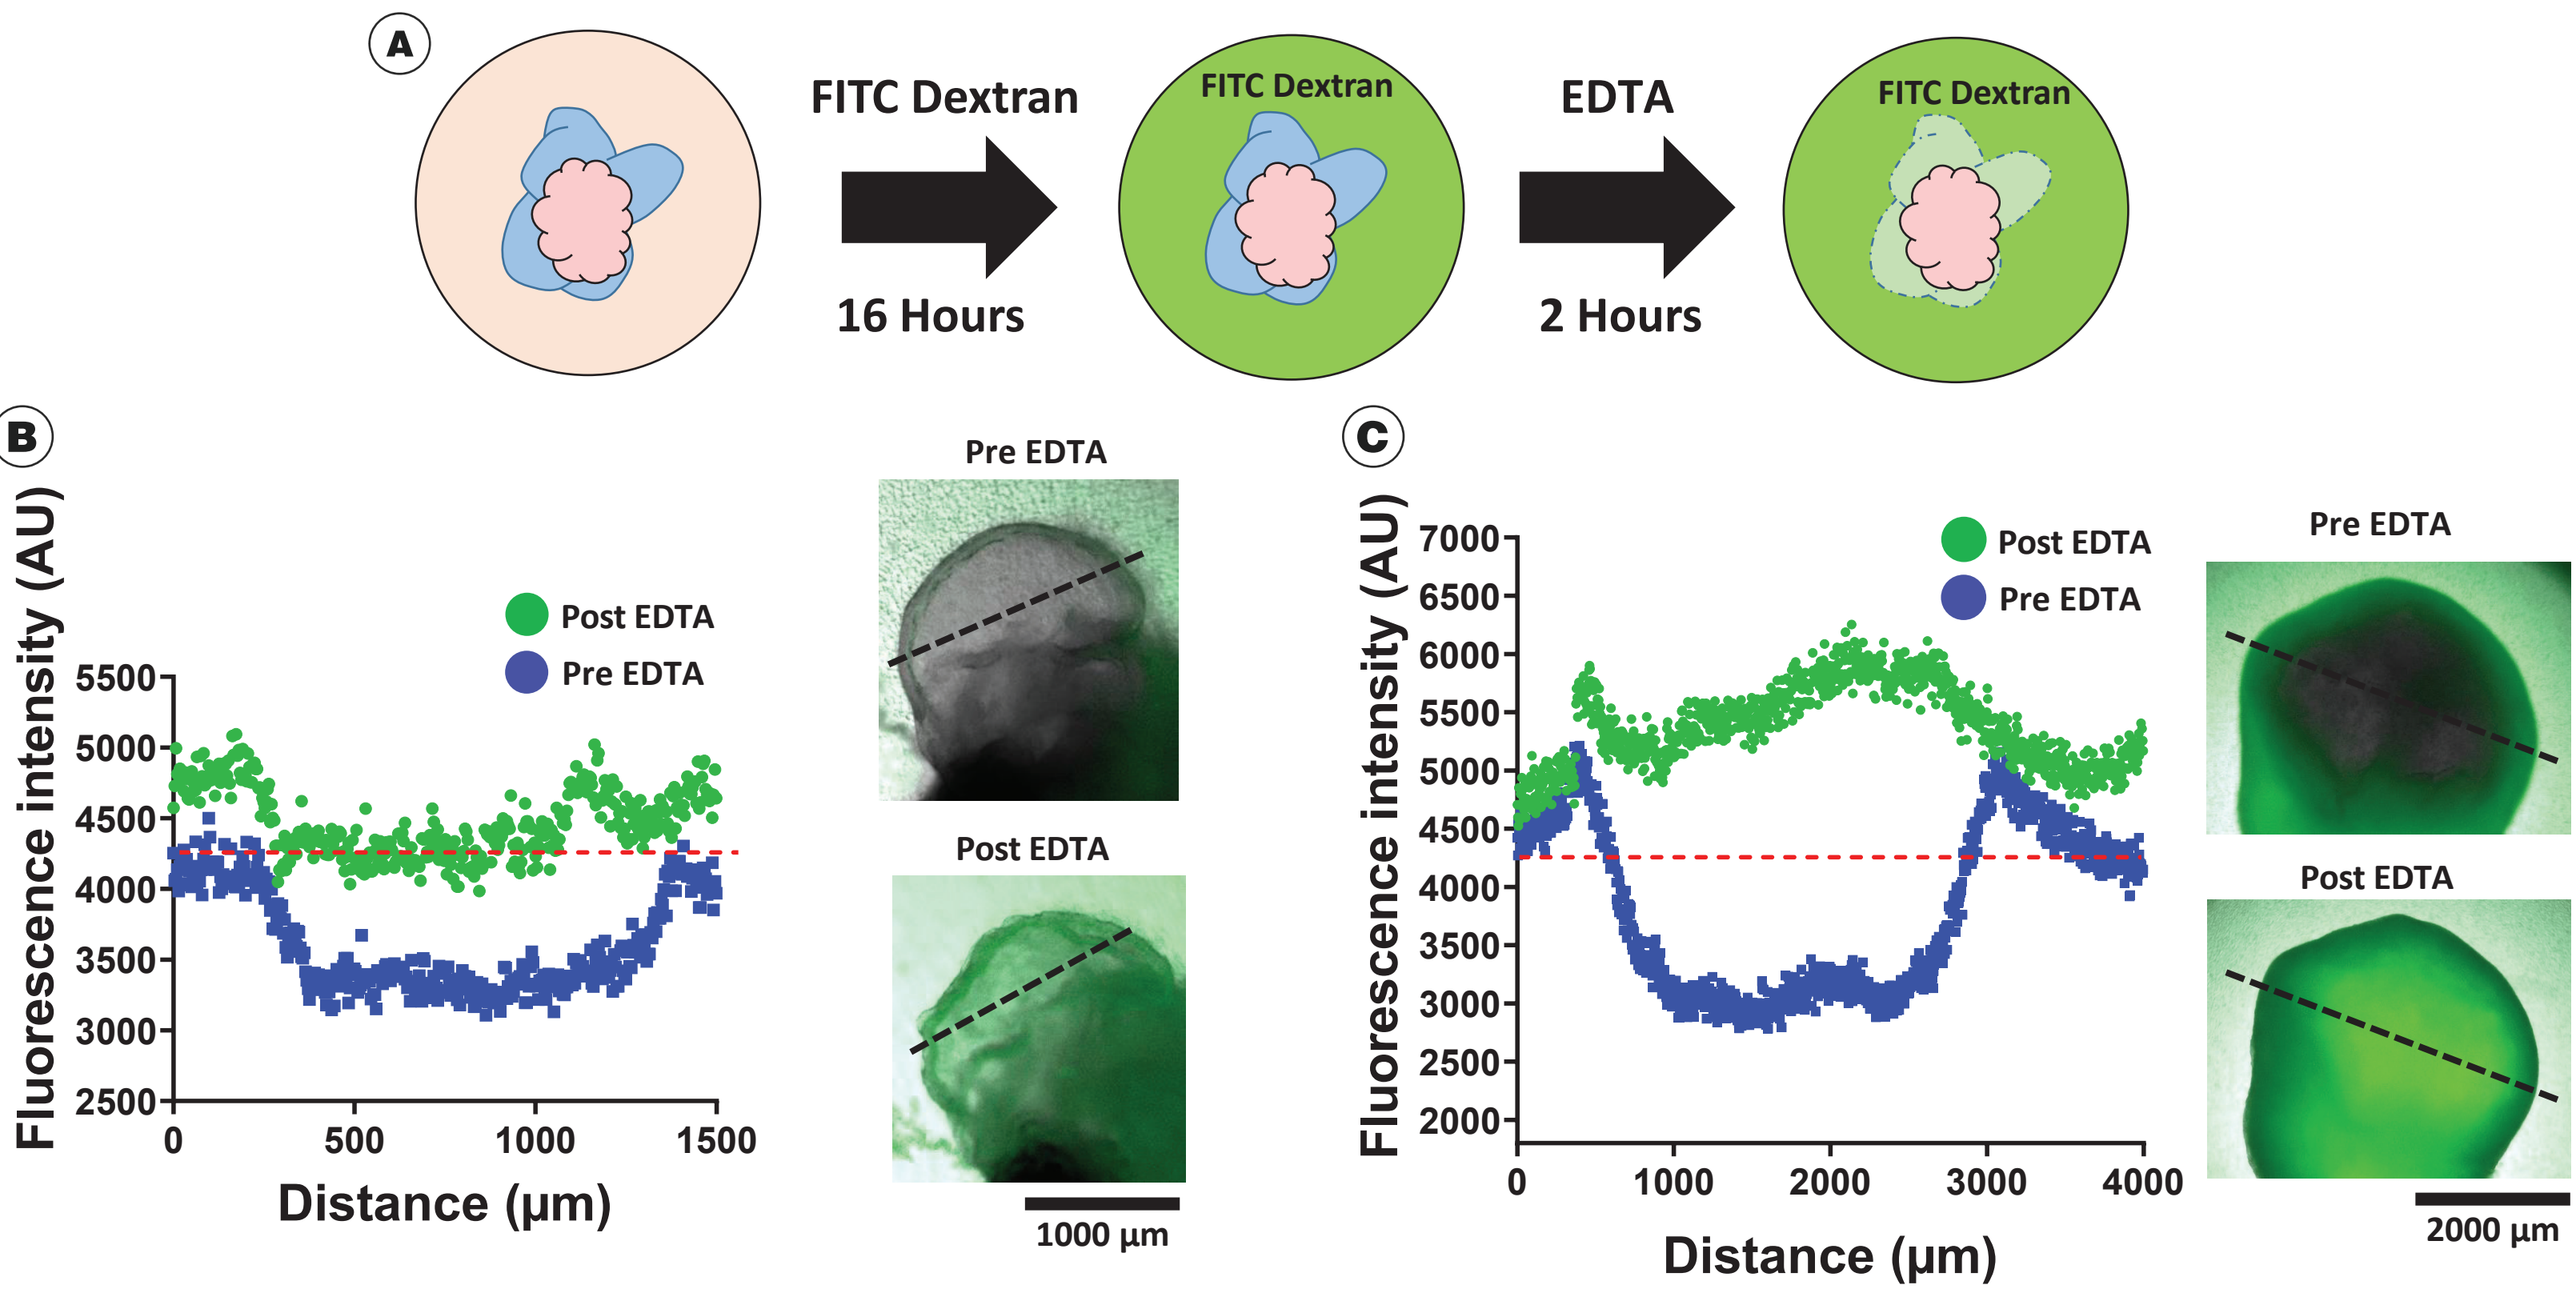 A
FITC Dextran
16 Hours
FITC Dextran
EDTA
2 Hours
FITC Dextran
B
Fluorescence intensity (AU)
5500
5000
4500
4000
3500
3000
2500
0
500
1000
1500
Distance (μm)
Post EDTA
Pre EDTA
Pre EDTA
Post EDTA
1000 μm
C
Fluorescence intensity (AU)
7000
6500
6000
5500
5000
4500
4000
3500
3000
2500
2000
0
1000
2000
3000
4000
Distance (μm)
Post EDTA
Pre EDTA
Pre EDTA
Post EDTA
2000 μm